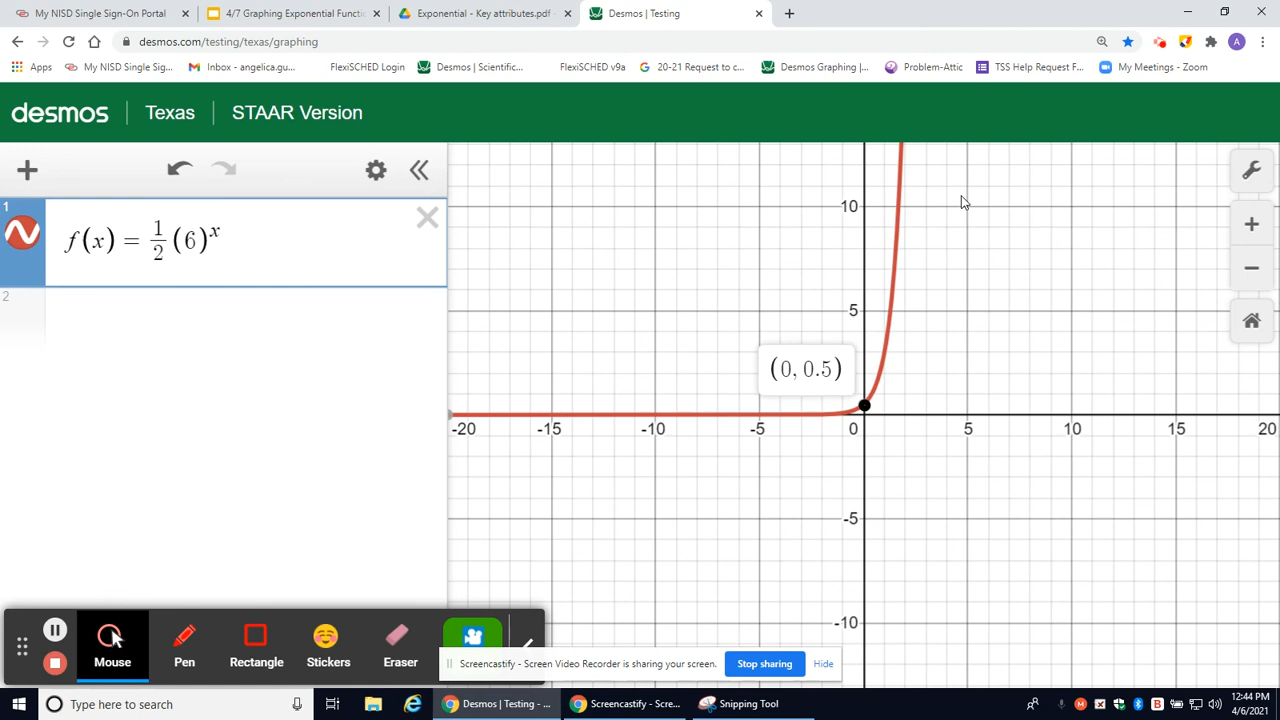 My NISD Single Sign-On Portal
4/7 Graphing Exponential Functi
Exponential - Key attributes.pdf
Desmos | Testing
desmos.com/testing/texas/graphing
Apps
My NISD Single Sig...
Inbox - angelica.gu...
FlexiSCHED Login
Desmos | Scientific...
FlexiSCHED v9a
20-21 Request to c...
Desmos Graphing |...
Problem-Attic
TSS Help Request F...
My Meetings - Zoom
A
desmos
Texas
STAAR Version
1
f(x) = 1/2 (6)^x
2
10
5
(0, 0.5)
-20 -15 -10 -5 0 5 10 15 20
-5
-10
Mouse
Pen
Rectangle
Stickers
Eraser
Screencastify - Screen Video Recorder is sharing your screen.
Stop sharing
Hide
Type here to search
Desmos | Testing - ...
Screencastify - Scre...
Snipping Tool
12:44 PM
4/6/2021